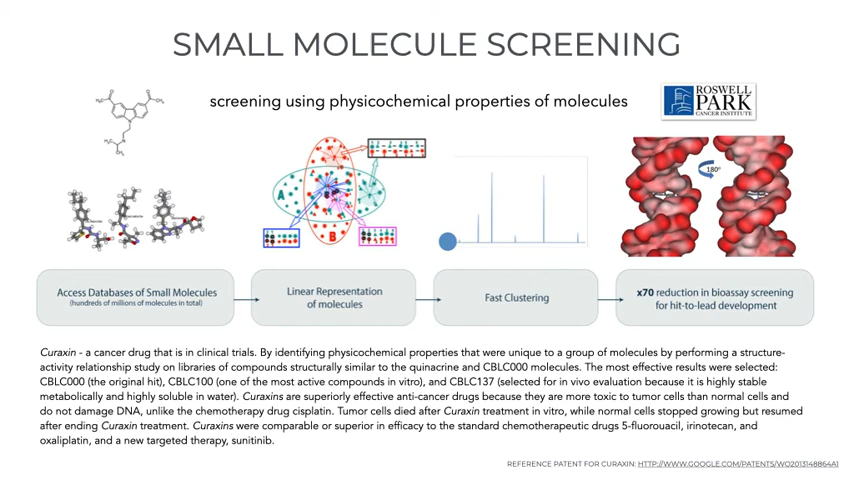 SMALL MOLECULE SCREENING
screening using physicochemical properties of molecules
ROSWELL
PARK
CANCER INSTITUTE
A
B
180°
Access Databases of Small Molecules
(hundreds of millions of molecules in total)
Linear Representation
of molecules
Fast Clustering
x70 reduction in bioassay screening
for hit-to-lead development
Curaxin - a cancer drug that is in clinical trials. By identifying physicochemical properties that were unique to a group of molecules by performing a structure-
activity relationship study on libraries of compounds structurally similar to the quinacrine and CBLC000 molecules. The most effective results were selected:
CBLC000 (the original hit), CBLC100 (one of the most active compounds in vitro), and CBLC137 (selected for in vivo evaluation because it is highly stable
metabolically and highly soluble in water). Curaxins are superiorly effective anti-cancer drugs because they are more toxic to tumor cells than normal cells and
do not damage DNA, unlike the chemotherapy drug cisplatin. Tumor cells died after Curaxin treatment in vitro, while normal cells stopped growing but resumed
after ending Curaxin treatment. Curaxins were comparable or superior in efficacy to the standard chemotherapeutic drugs 5-fluorouacil, irinotecan, and
oxaliplatin, and a new targeted therapy, sunitinib.
REFERENCE PATENT FOR CURAXIN: HTTP://WWW.GOOGLE.COM/PATENTS/WO2013148864A1